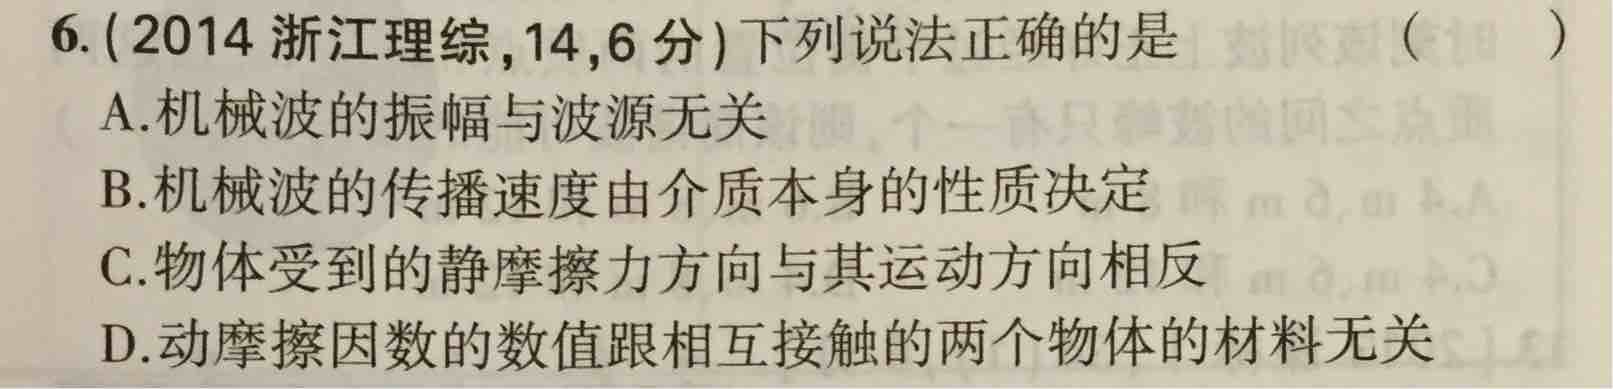 6.(2014 浙江理综,14,6 分)下列说法正确的是 (  )
A.机械波的振幅与波源无关
B.机械波的传播速度由介质本身的性质决定
C.物体受到的静摩擦力方向与其运动方向相反
D.动摩擦因数的数值跟相互接触的两个物体的材料无关